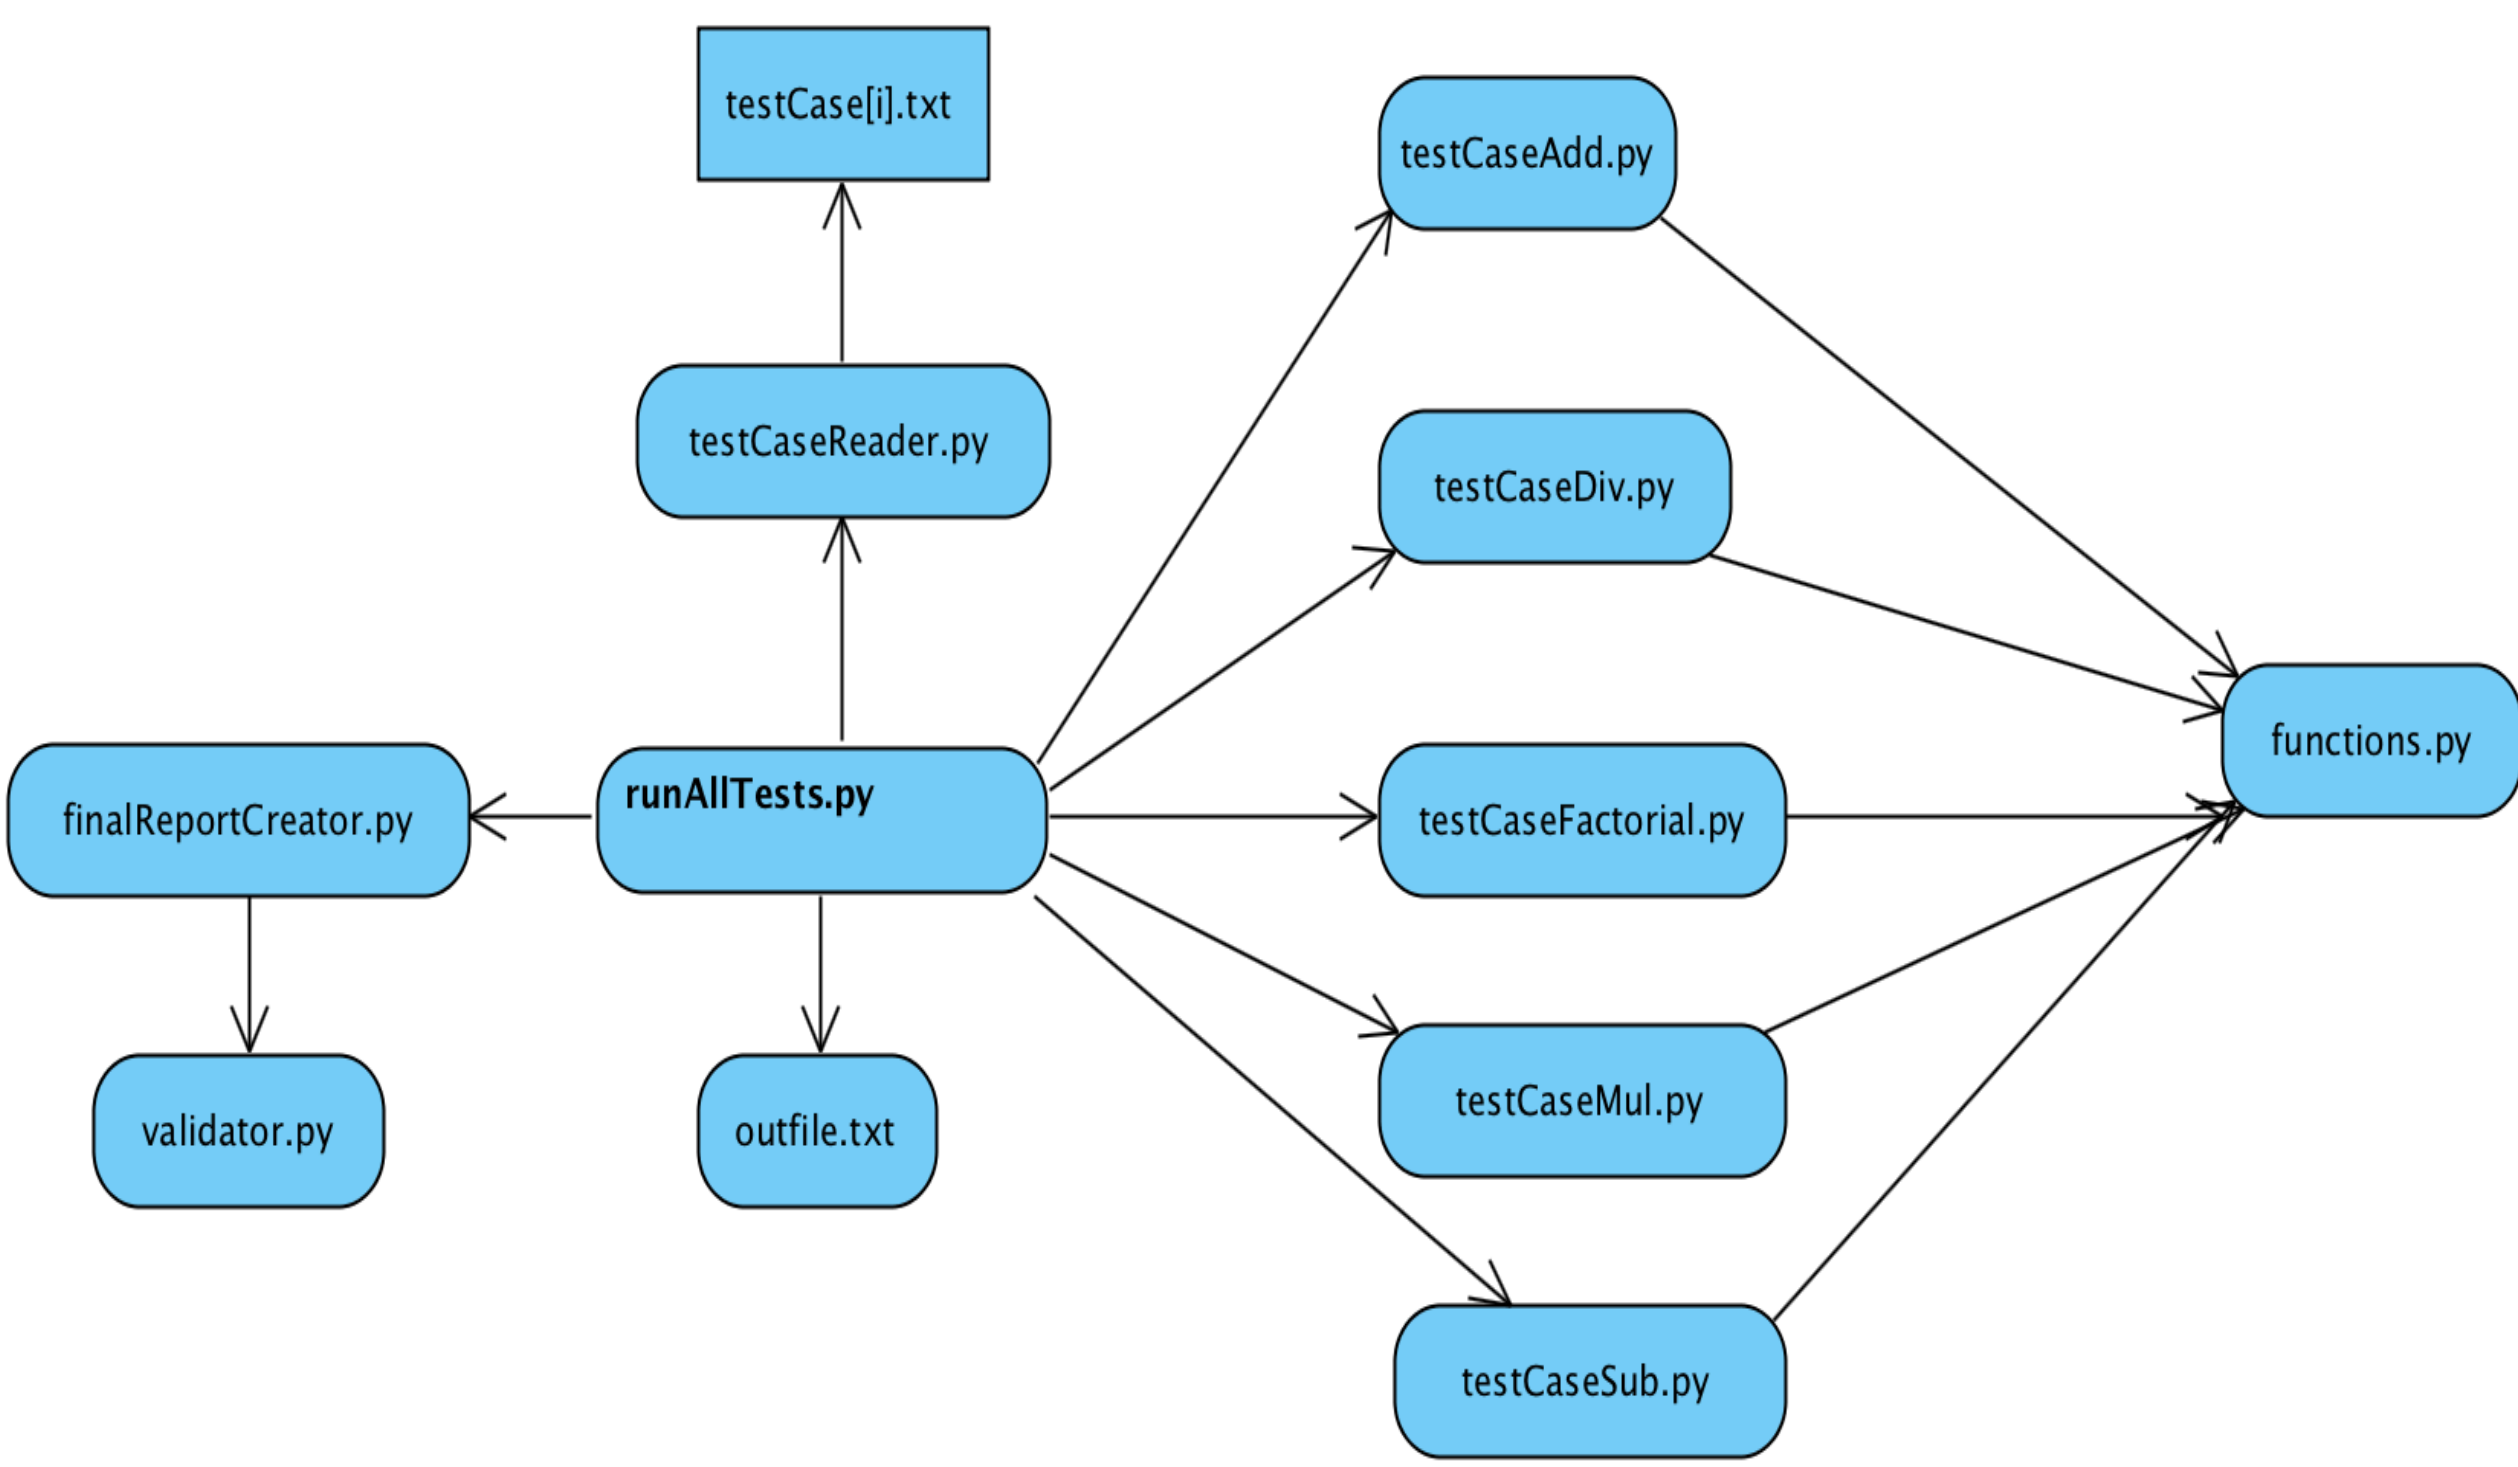 testCase[i].txt
testCaseAdd.py
testCaseReader.py
testCaseDiv.py
functions.py
finalReportCreator.py
runAllTests.py
testCaseFactorial.py
testCaseMul.py
validator.py
outfile.txt
testCaseSub.py